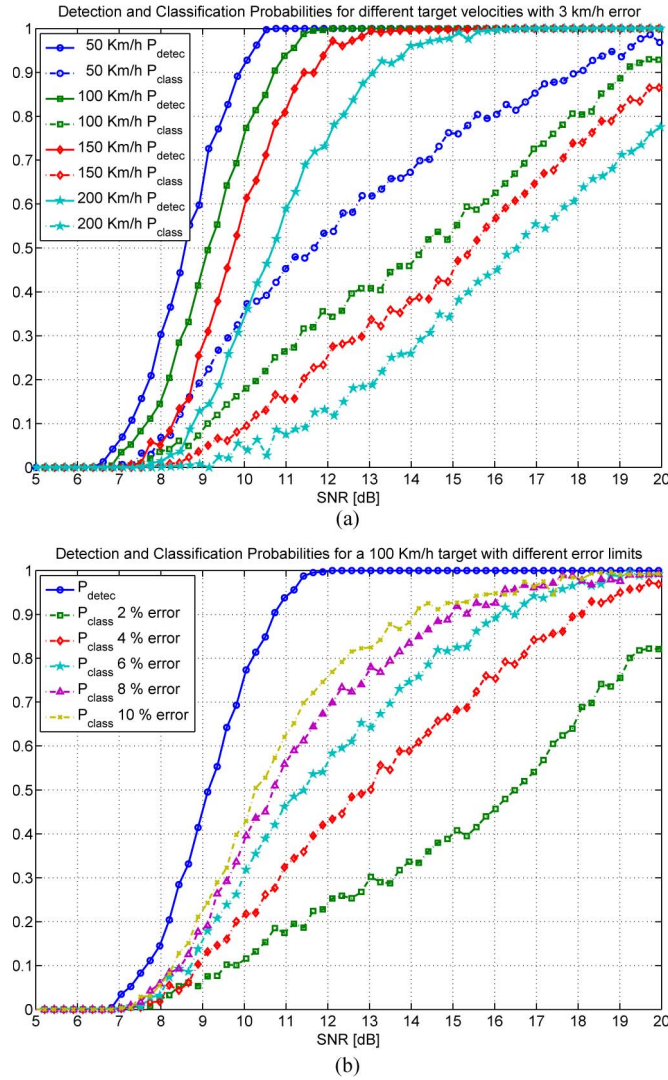 Detection and Classification Probabilities for different target velocities with 3 km/h error
1
0.9
0.8
0.7
0.6
0.5
0.4
0.3
0.2
0.1
0
50 Km/h P_detec
50 Km/h P_class
100 Km/h P_detec
100 Km/h P_class
150 Km/h P_detec
150 Km/h P_class
200 Km/h P_detec
200 Km/h P_class
5 6 7 8 9 10 11 12 13 14 15 16 17 18 19 20
SNR [dB]
(a)
Detection and Classification Probabilities for a 100 Km/h target with different error limits
1
0.9
0.8
0.7
0.6
0.5
0.4
0.3
0.2
0.1
0
P_detec
P_class 2 % error
P_class 4 % error
P_class 6 % error
P_class 8 % error
P_class 10 % error
5 6 7 8 9 10 11 12 13 14 15 16 17 18 19 20
SNR [dB]
(b)